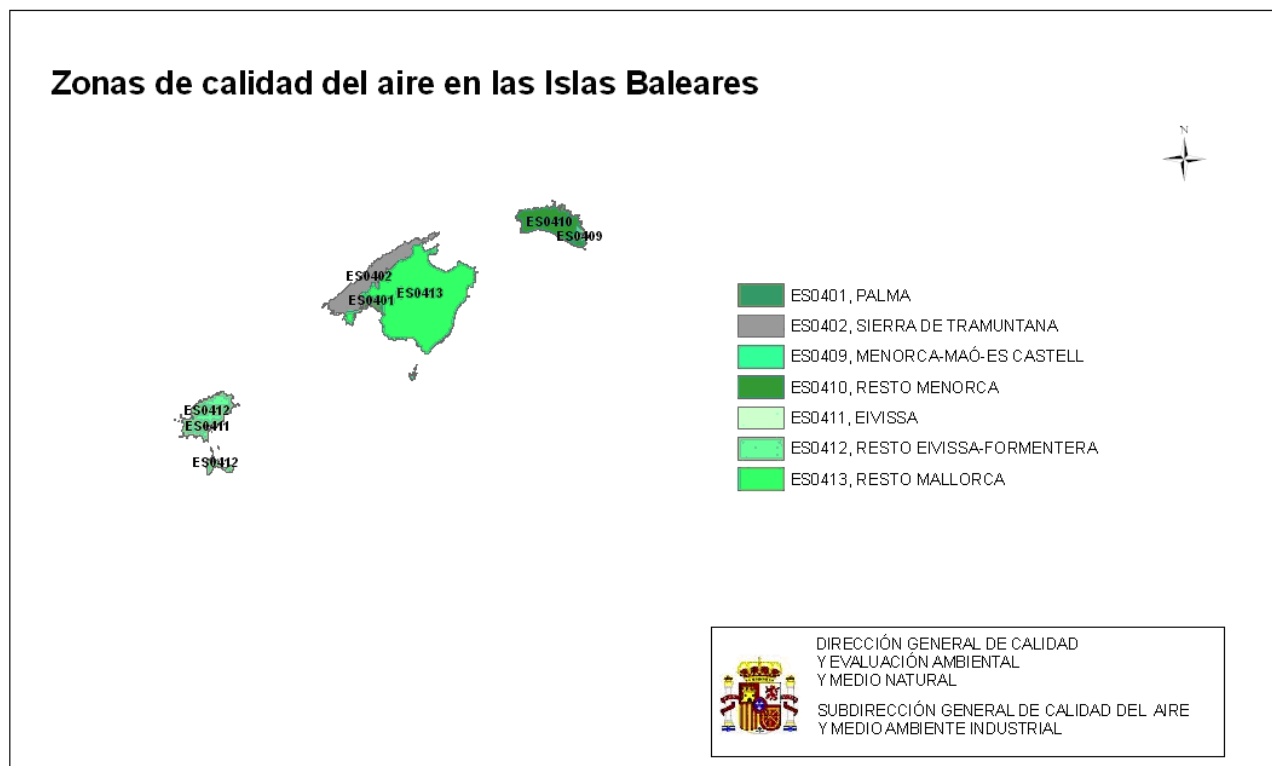 Zonas de calidad del aire en las Islas Baleares
N
ES0410
ES0409
ES0402
ES0401
ES0413
ES0412
ES0411
ES0412
ES0401, PALMA
ES0402, SIERRA DE TRAMUNTANA
ES0409, MENORCA-MAÓ-ES CASTELL
ES0410, RESTO MENORCA
ES0411, EIVISSA
ES0412, RESTO EIVISSA-FORMENTERA
ES0413, RESTO MALLORCA
DIRECCIÓN GENERAL DE CALIDAD
Y EVALUACIÓN AMBIENTAL
Y MEDIO NATURAL
SUBDIRECCIÓN GENERAL DE CALIDAD DEL AIRE
Y MEDIO AMBIENTE INDUSTRIAL